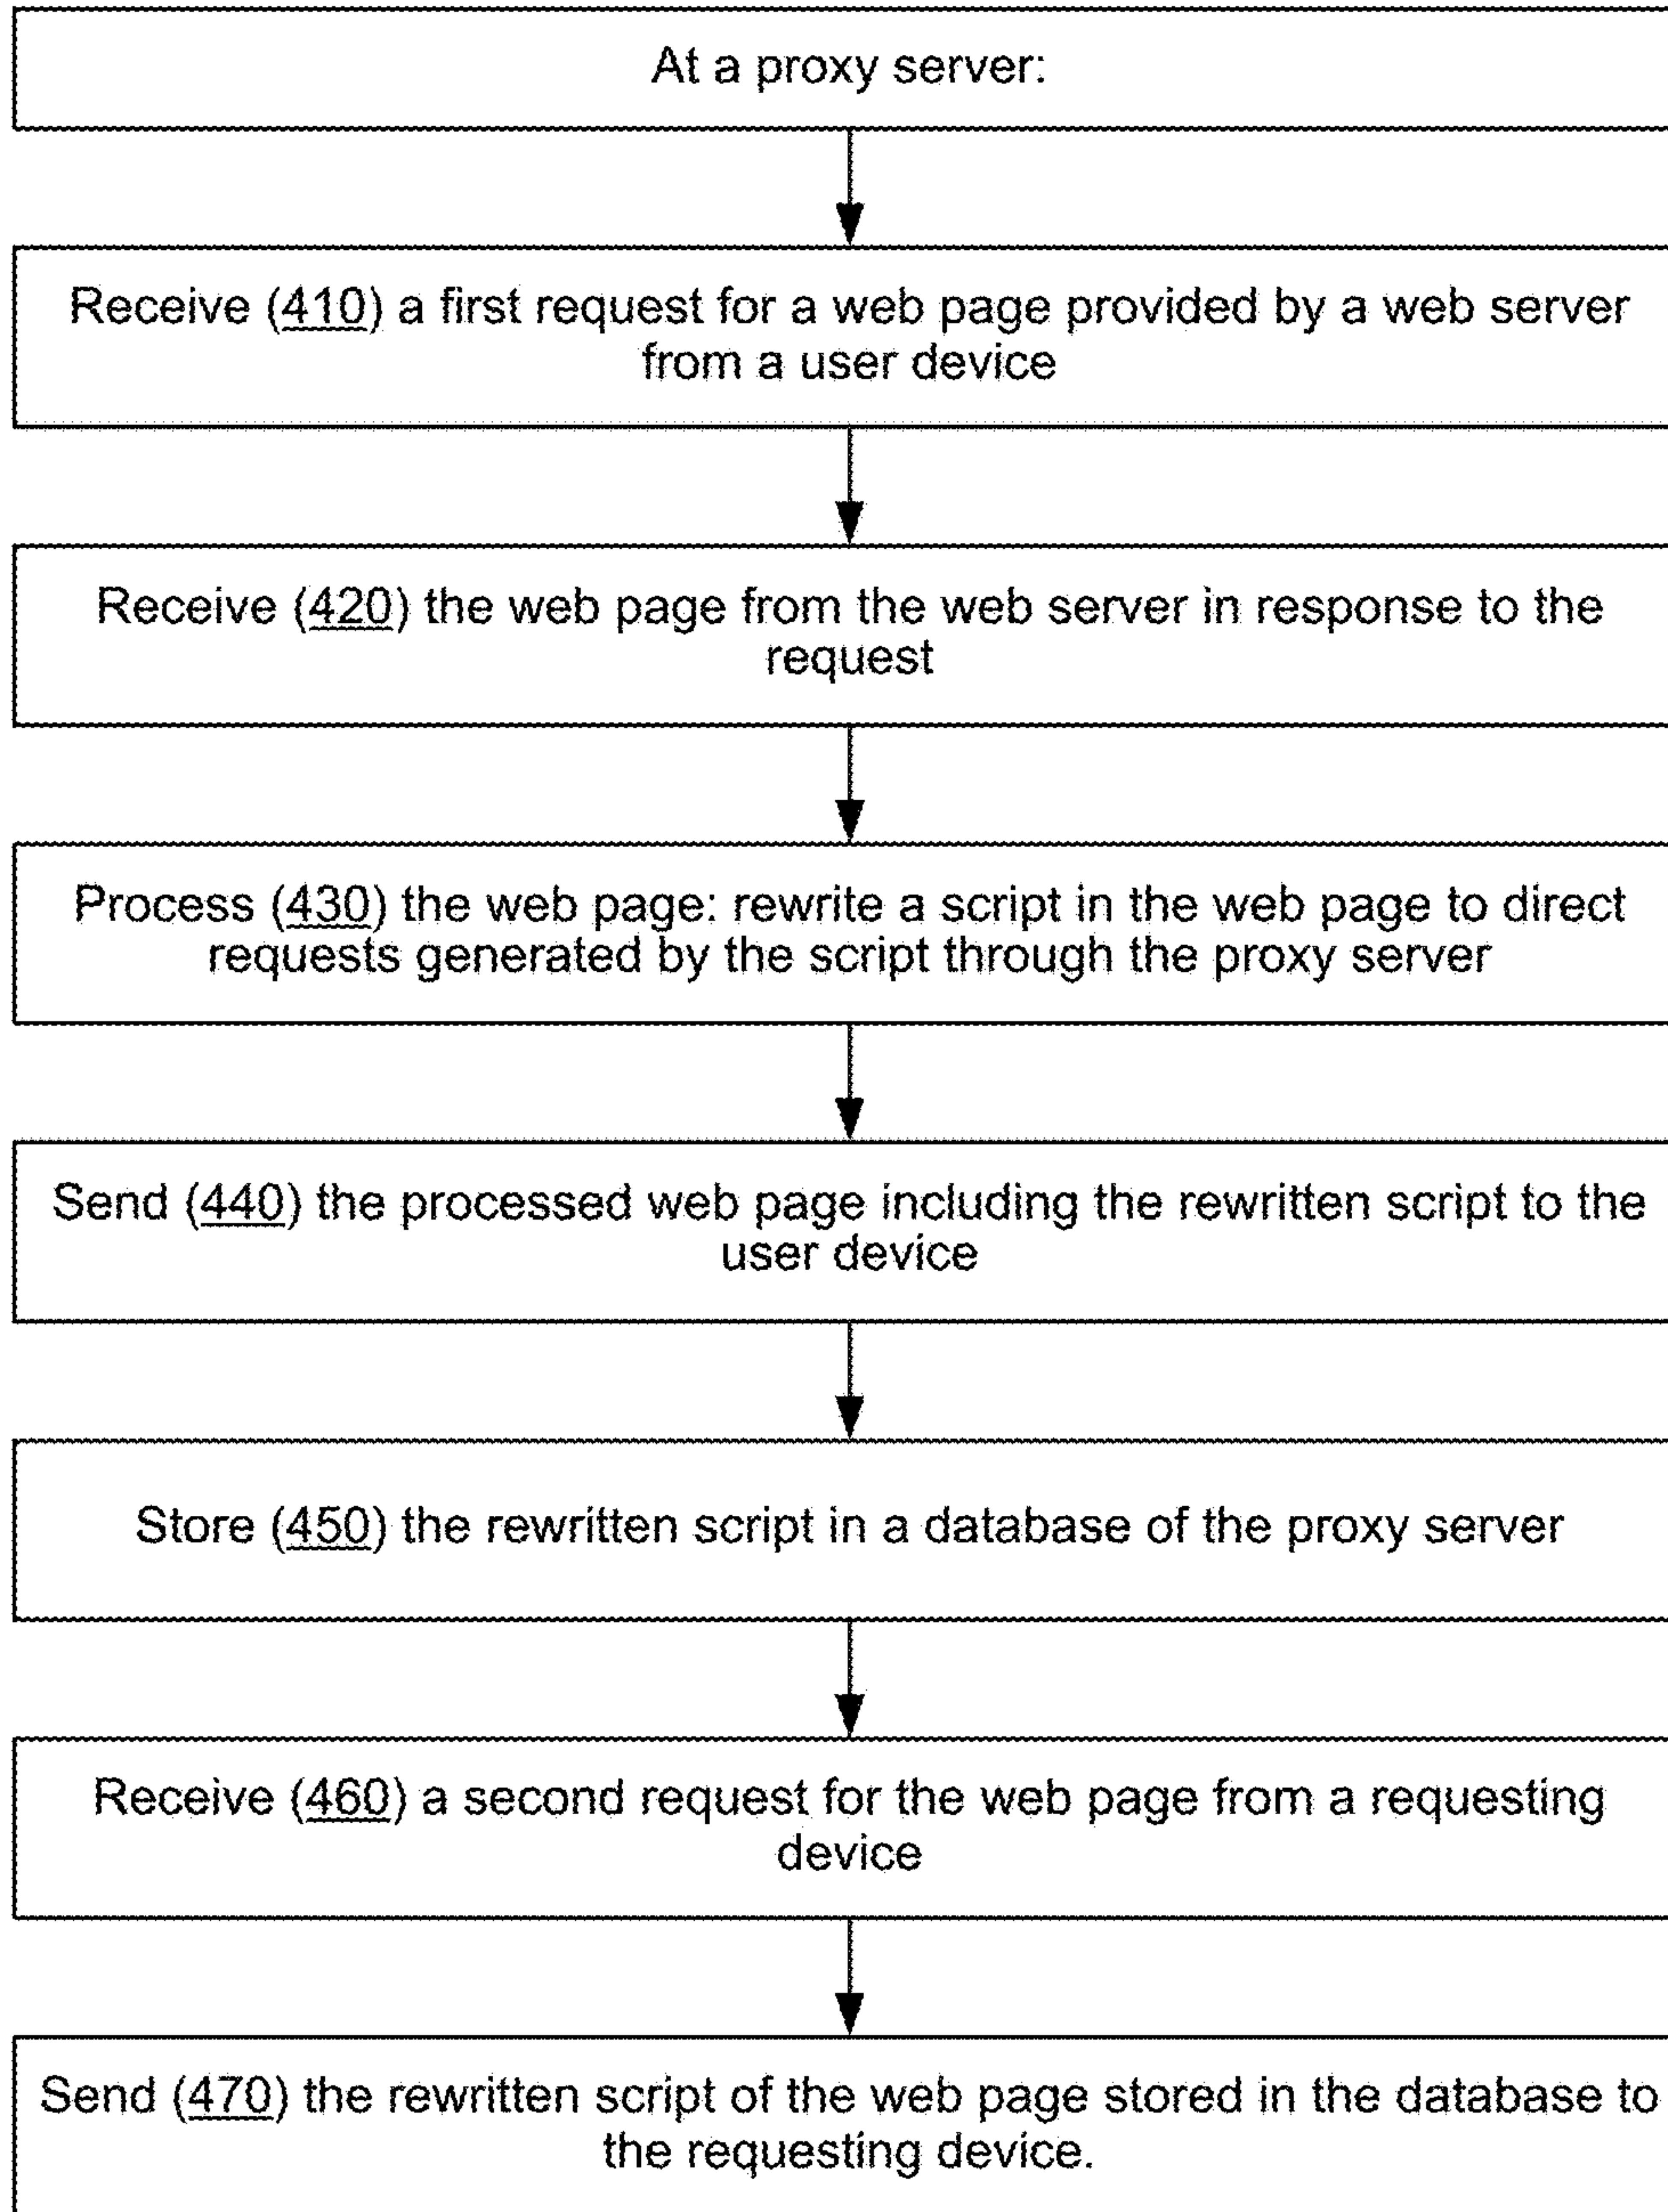 At a proxy server:
Receive (410) a first request for a web page provided by a web server
from a user device
Receive (420) the web page from the web server in response to the
request
Process (430) the web page: rewrite a script in the web page to direct
requests generated by the script through the proxy server
Send (440) the processed web page including the rewritten script to the
user device
Store (450) the rewritten script in a database of the proxy server
Receive (460) a second request for the web page from a requesting
device
Send (470) the rewritten script of the web page stored in the database to
the requesting device.